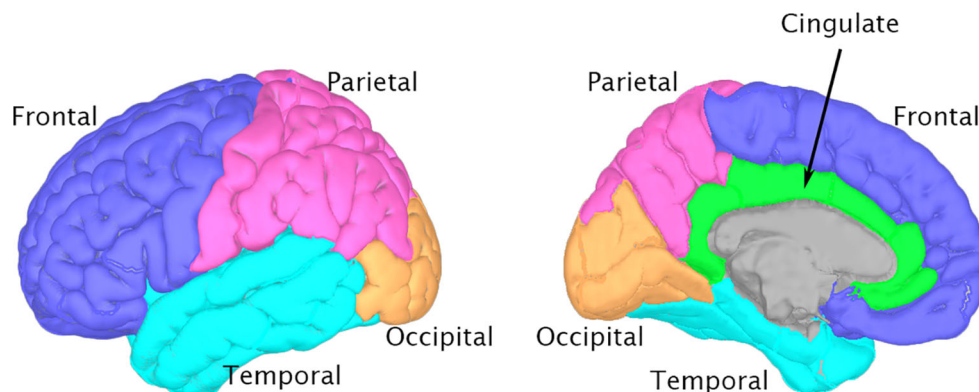 Cingulate
Parietal
Parietal
Frontal
Frontal
Occipital
Occipital
Temporal
Temporal